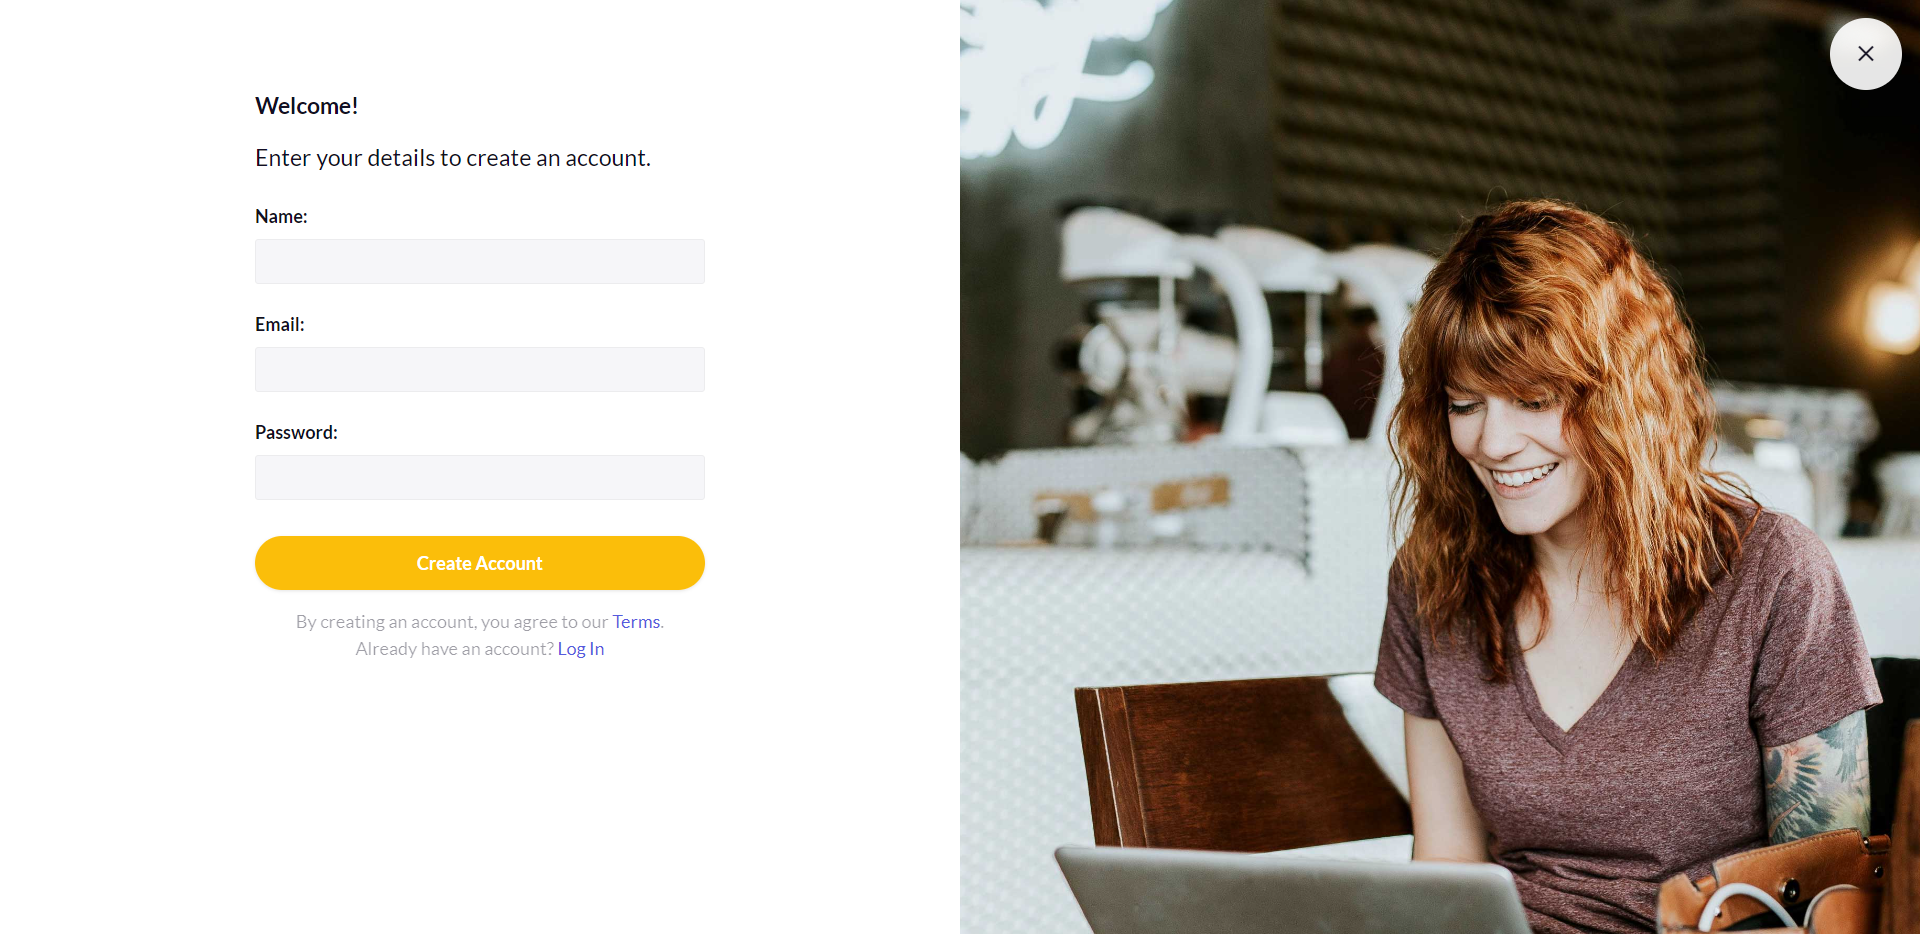 Welcome!
Enter your details to create an account.
Name:
Email:
Password:
Create Account
By creating an account, you agree to our Terms.
Already have an account? Log In